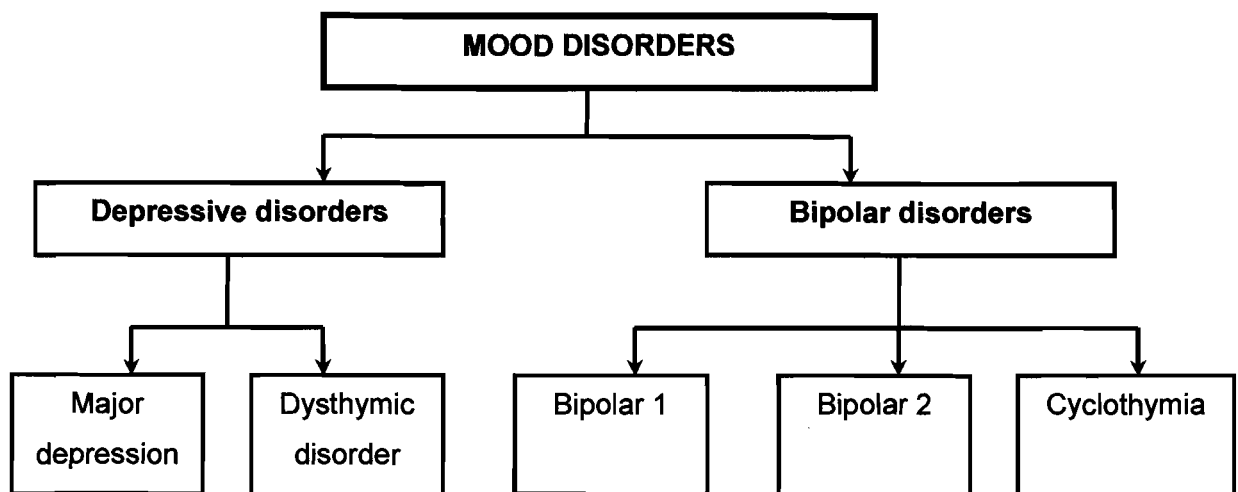 MOOD DISORDERS
Depressive disorders
Bipolar disorders
Major
depression
Dysthymic
disorder
Bipolar 1
Bipolar 2
Cyclothymia